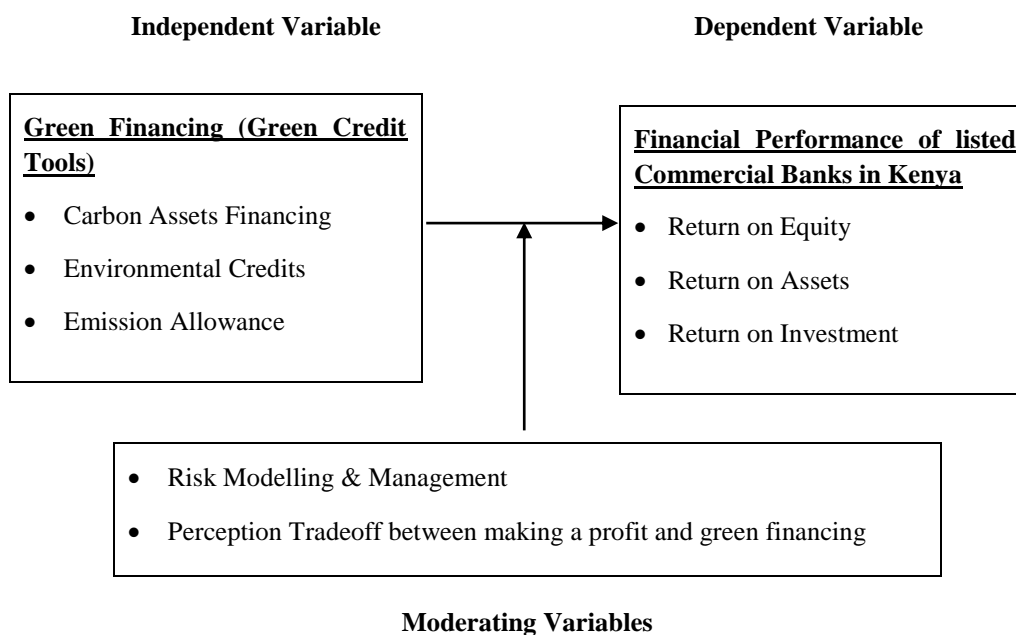 Independent Variable
Dependent Variable
Green Financing (Green Credit
Tools)
• Carbon Assets Financing
• Environmental Credits
• Emission Allowance
Financial Performance of listed
Commercial Banks in Kenya
• Return on Equity
• Return on Assets
• Return on Investment
• Risk Modelling & Management
• Perception Tradeoff between making a profit and green financing
Moderating Variables